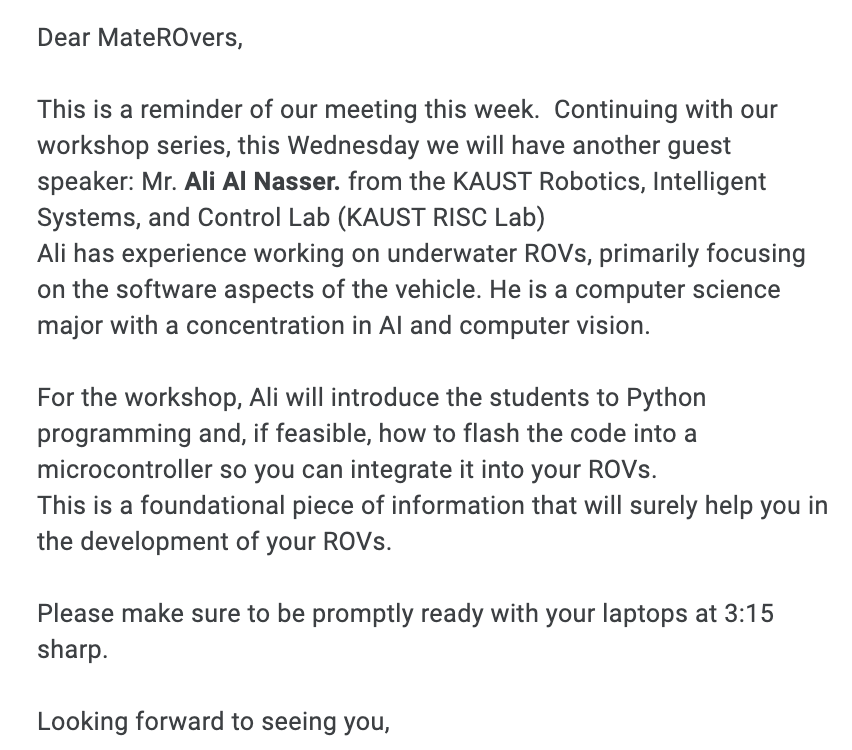 Dear MateROvers,
This is a reminder of our meeting this week.  Continuing with our
workshop series, this Wednesday we will have another guest
speaker: Mr. Ali Al Nasser. from the KAUST Robotics, Intelligent
Systems, and Control Lab (KAUST RISC Lab)
Ali has experience working on underwater ROVs, primarily focusing
on the software aspects of the vehicle. He is a computer science
major with a concentration in AI and computer vision.
For the workshop, Ali will introduce the students to Python
programming and, if feasible, how to flash the code into a
microcontroller so you can integrate it into your ROVs.
This is a foundational piece of information that will surely help you in
the development of your ROVs.
Please make sure to be promptly ready with your laptops at 3:15
sharp.
Looking forward to seeing you,